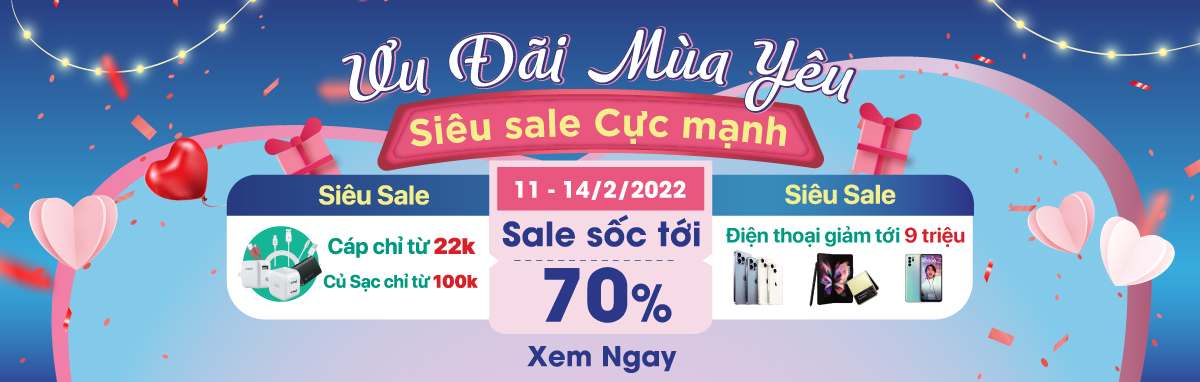 Ưu Đãi Mùa Yêu
Siêu sale Cực mạnh
Siêu Sale
Cáp chỉ từ 22k
Củ Sạc chỉ từ 100k
11 - 14/2/2022
Sale sốc tới
70%
Xem Ngay
Siêu Sale
Điện thoại giảm tới 9 triệu